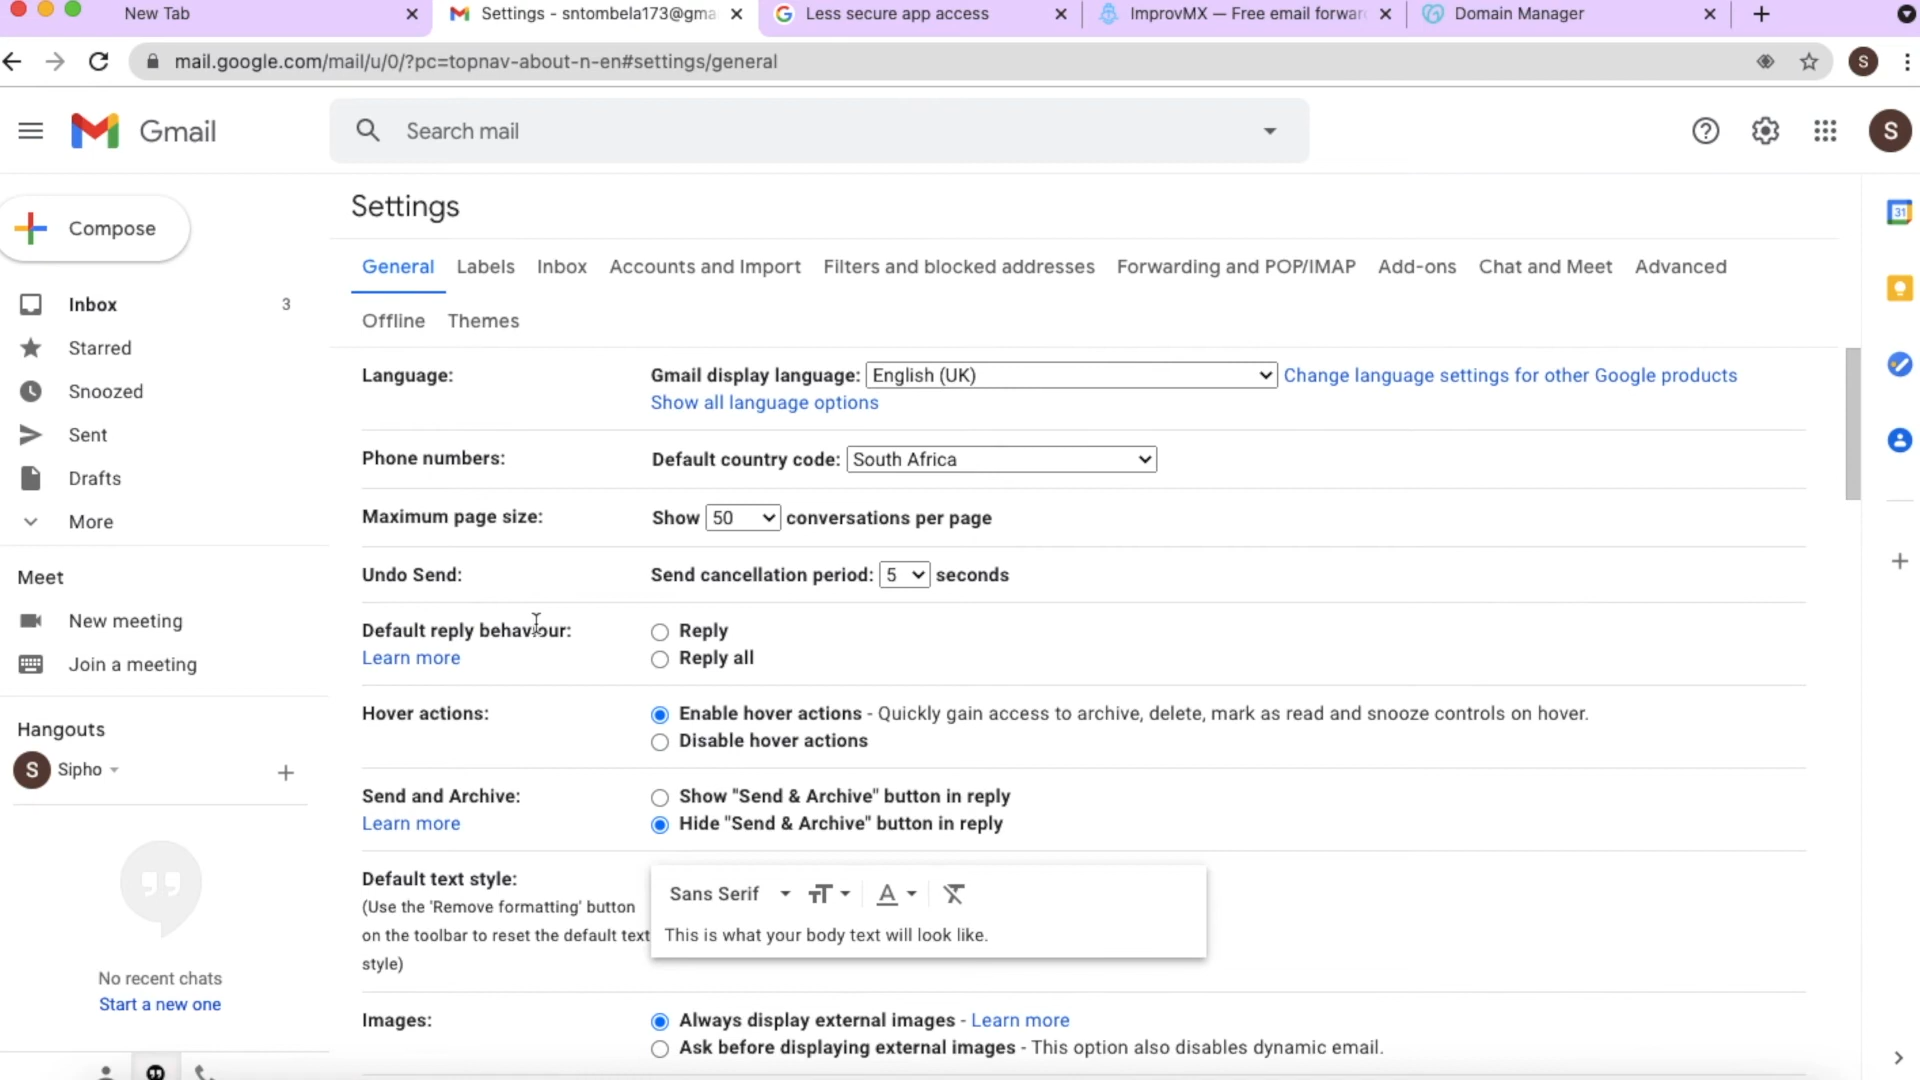 New Tab
Settings - sntombela173@gma
Less secure app access
ImprovMX — Free email forwar
Domain Manager
mail.google.com/mail/u/0/?pc=topnav-about-n-en#settings/general
S
Gmail
Search mail
S
Compose
Settings
31
General Labels Inbox Accounts and Import Filters and blocked addresses Forwarding and POP/IMAP Add-ons Chat and Meet Advanced
Offline Themes
Inbox 3
Starred
Snoozed
Sent
Drafts
More
Meet
New meeting
Join a meeting
Hangouts
S Sipho
No recent chats
Start a new one
Language: Gmail display language: English (UK) Change language settings for other Google products
Show all language options
Phone numbers: Default country code: South Africa
Maximum page size: Show 50 conversations per page
Undo Send: Send cancellation period: 5 seconds
Default reply behaviour: Reply
Learn more Reply all
Hover actions: Enable hover actions - Quickly gain access to archive, delete, mark as read and snooze controls on hover.
Disable hover actions
Send and Archive: Show "Send & Archive" button in reply
Learn more Hide "Send & Archive" button in reply
Default text style: Sans Serif
(Use the 'Remove formatting' button
on the toolbar to reset the default text
style)
This is what your body text will look like.
Images: Always display external images - Learn more
Ask before displaying external images - This option also disables dynamic email.